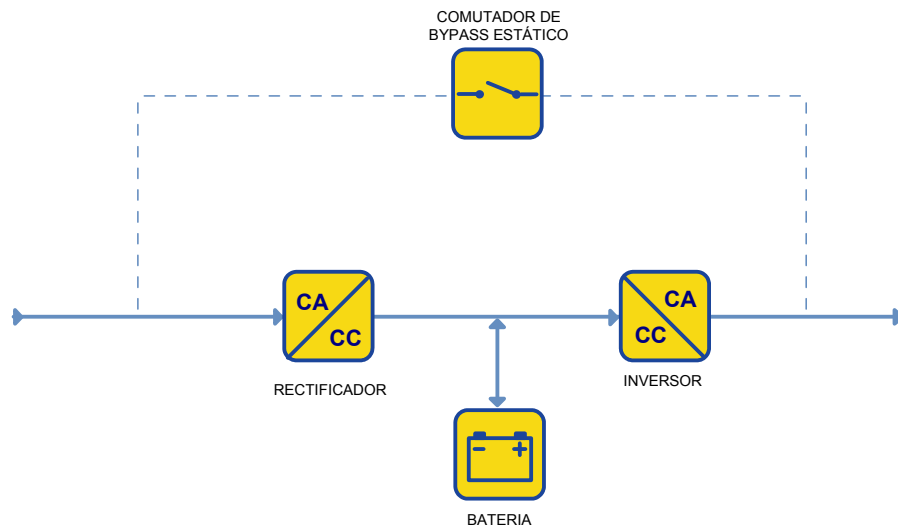 COMUTADOR DE
BYPASS ESTÁTICO
CA
CC
RECTIFICADOR
CA
CC
INVERSOR
BATERIA